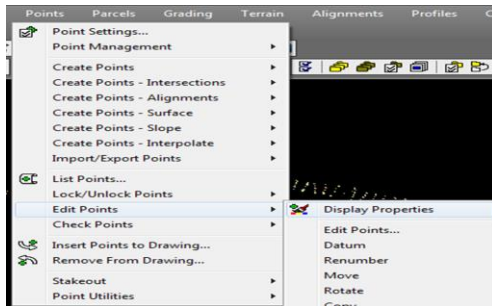 Points Parcels Grading Terrain Alignments Profiles
Point Settings...
Point Management
Create Points
Create Points - Intersections
Create Points - Alignments
Create Points - Surface
Create Points - Slope
Create Points - Interpolate
Import/Export Points
List Points...
Lock/Unlock Points
Edit Points
Check Points
Insert Points to Drawing...
Remove From Drawing...
Stakeout
Point Utilities
Display Properties
Edit Points...
Datum
Renumber
Move
Rotate
Copy